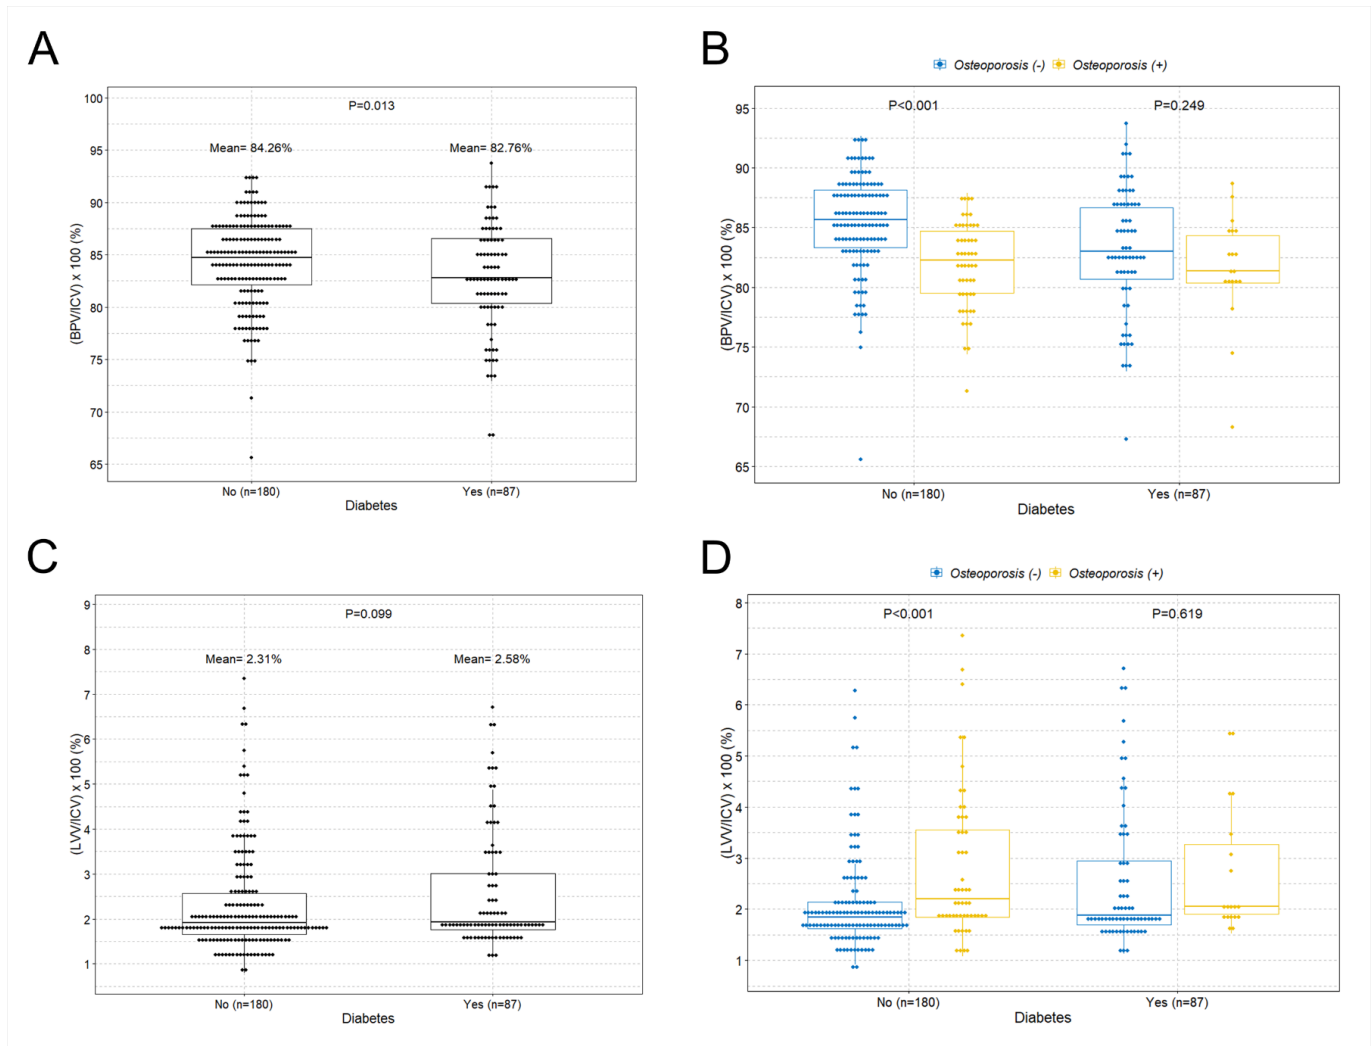 A
P=0.013
Mean= 84.26% Mean= 82.76%
100
95
90
85
80
75
70
65
(BPV/ICV) x 100 (%)
No (n=180) Yes (n=87)
Diabetes
B
Osteoporosis (-) Osteoporosis (+)
P<0.001 P=0.249
95
90
85
80
75
70
65
(BPV/ICV) x 100 (%)
No (n=180) Yes (n=87)
Diabetes
C
P=0.099
Mean= 2.31% Mean= 2.58%
9
8
7
6
5
4
3
2
1
(LVV/ICV) x 100 (%)
No (n=180) Yes (n=87)
Diabetes
D
Osteoporosis (-) Osteoporosis (+)
P<0.001 P=0.619
8
7
6
5
4
3
2
1
(LVV/ICV) x 100 (%)
No (n=180) Yes (n=87)
Diabetes